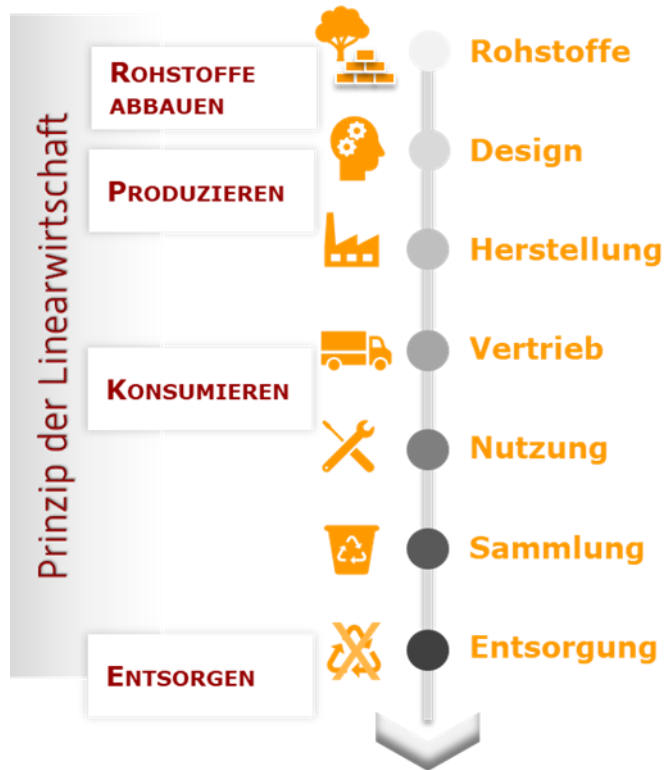 Prinzip der Linearwirtschaft
ROHSTOFFE
ABBAUEN
PRODUZIEREN
KONSUMIEREN
ENTSORGEN
Rohstoffe
Design
Herstellung
Vertrieb
Nutzung
Sammlung
Entsorgung